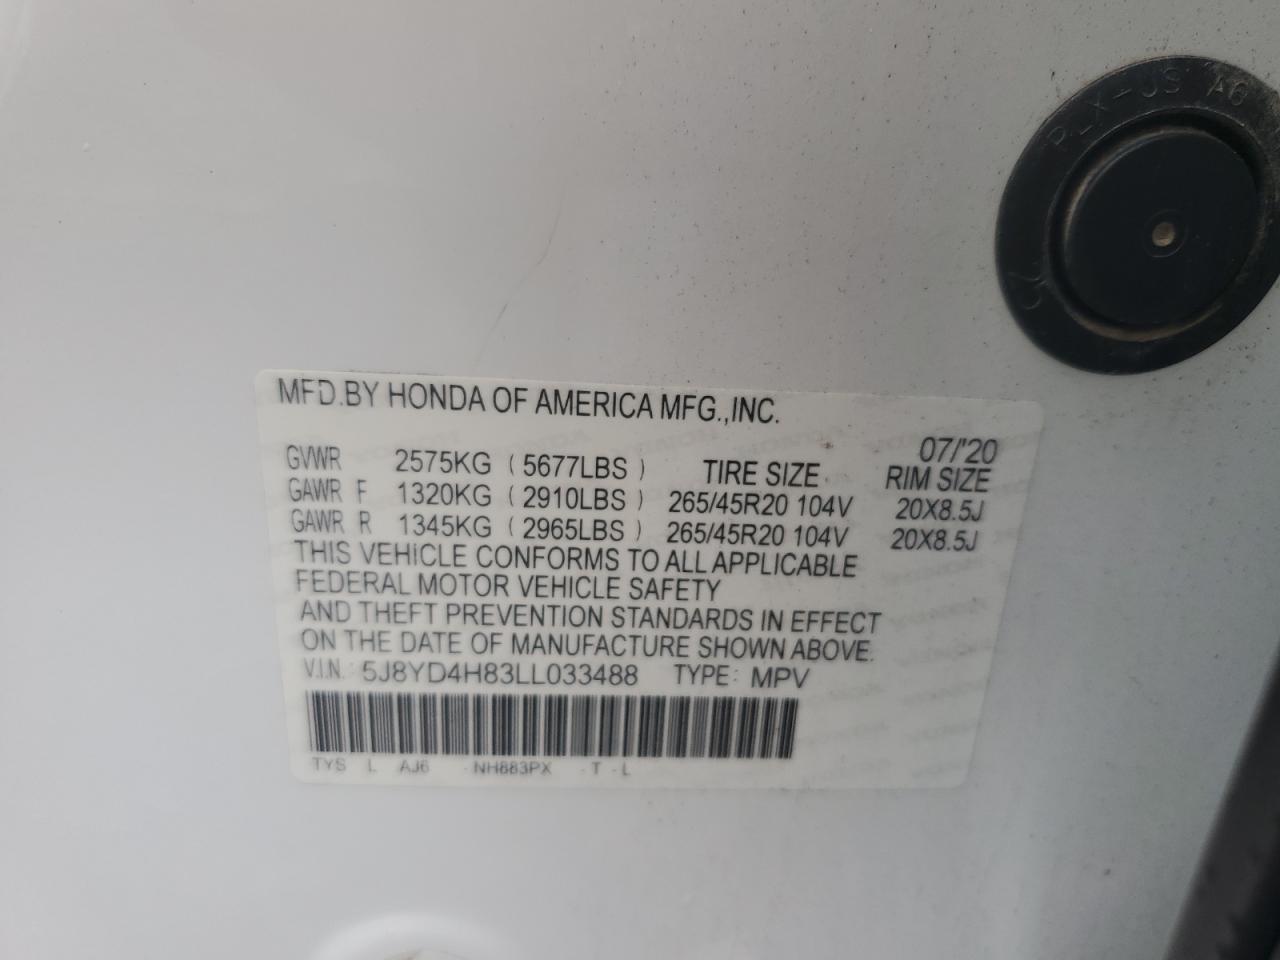 PLX-US A6
MFD.BY HONDA OF AMERICA MFG.,INC.
07/'20
GVWR 2575KG (5677LBS) TIRE SIZE RIM SIZE
GAWR F 1320KG (2910LBS) 265/45R20 104V 20X8.5J
GAWR R 1345KG (2965LBS) 265/45R20 104V 20X8.5J
THIS VEHICLE CONFORMS TO ALL APPLICABLE
FEDERAL MOTOR VEHICLE SAFETY
AND THEFT PREVENTION STANDARDS IN EFFECT
ON THE DATE OF MANUFACTURE SHOWN ABOVE.
V.I.N. 5J8YD4H83LL033488 TYPE: MPV
TYS L AJ6 -NH883PX -T -L